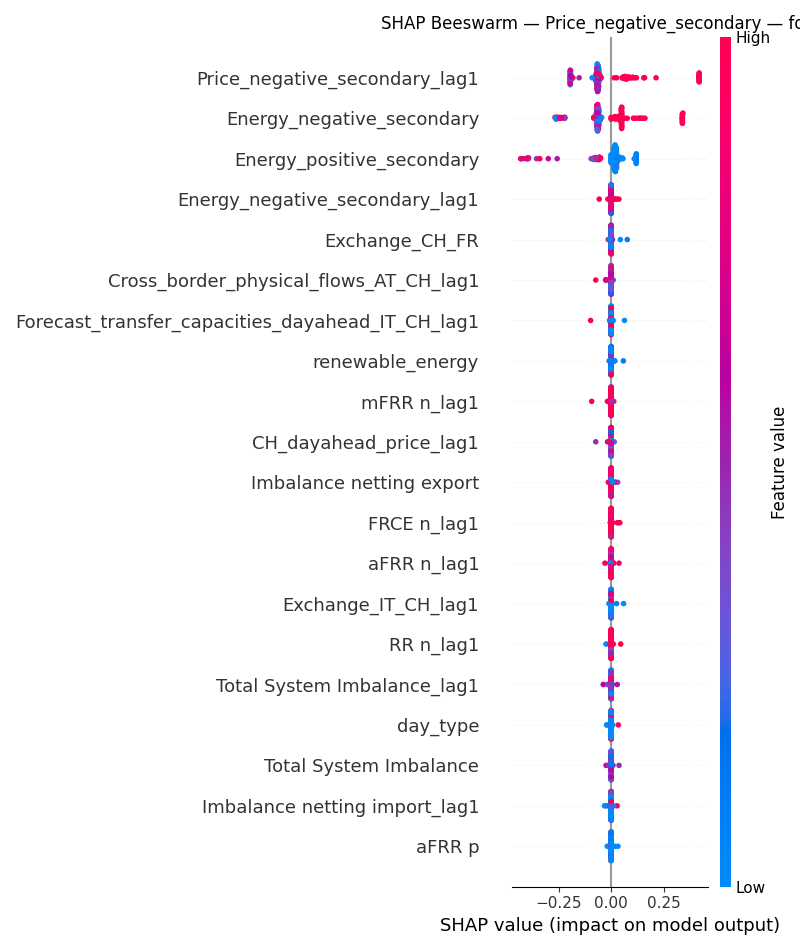 SHAP Beeswarm — Price_negative_secondary — fo
High
Price_negative_secondary_lag1
Energy_negative_secondary
Energy_positive_secondary
Energy_negative_secondary_lag1
Exchange_CH_FR
Cross_border_physical_flows_AT_CH_lag1
Forecast_transfer_capacities_dayahead_IT_CH_lag1
renewable_energy
mFRR n_lag1
CH_dayahead_price_lag1
Imbalance netting export
FRCE n_lag1
aFRR n_lag1
Exchange_IT_CH_lag1
RR n_lag1
Total System Imbalance_lag1
day_type
Total System Imbalance
Imbalance netting import_lag1
aFRR p
Feature value
Low
−0.25 0.00 0.25
SHAP value (impact on model output)